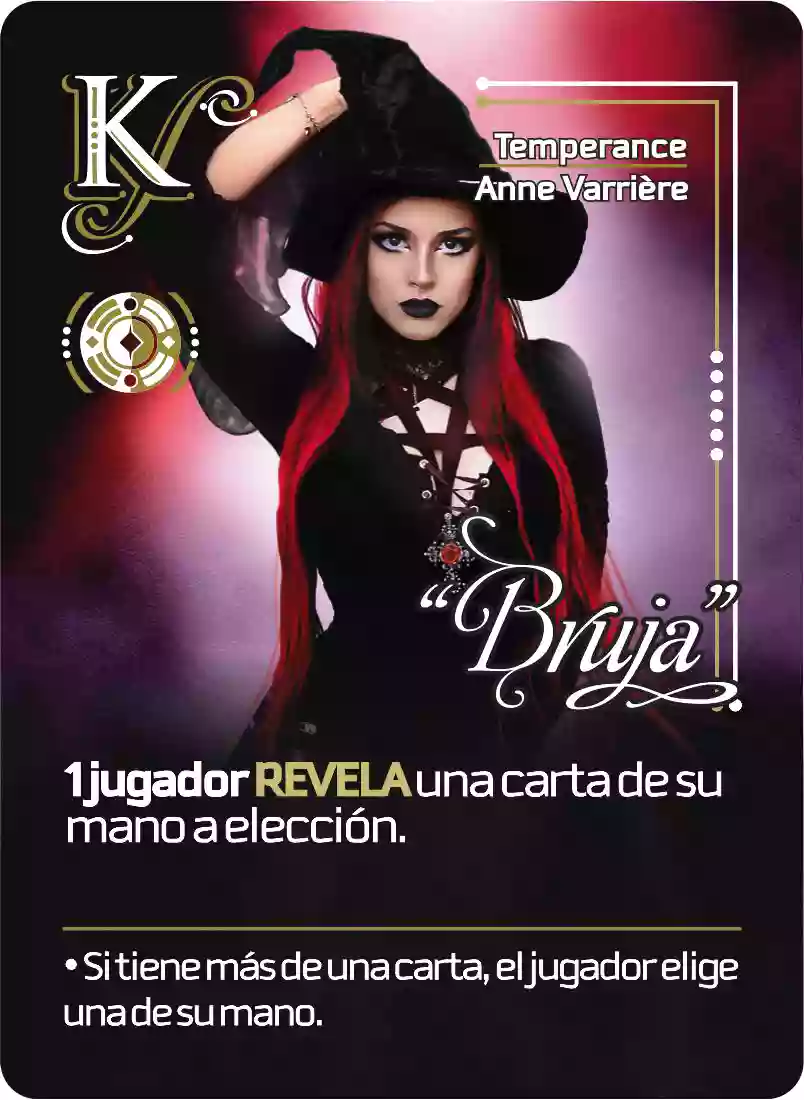 K
Temperance
Anne Varrière
“Bruja”
1 jugador REVELA una carta de su
mano a elección.
• Si tiene más de una carta, el jugador elige
una de su mano.